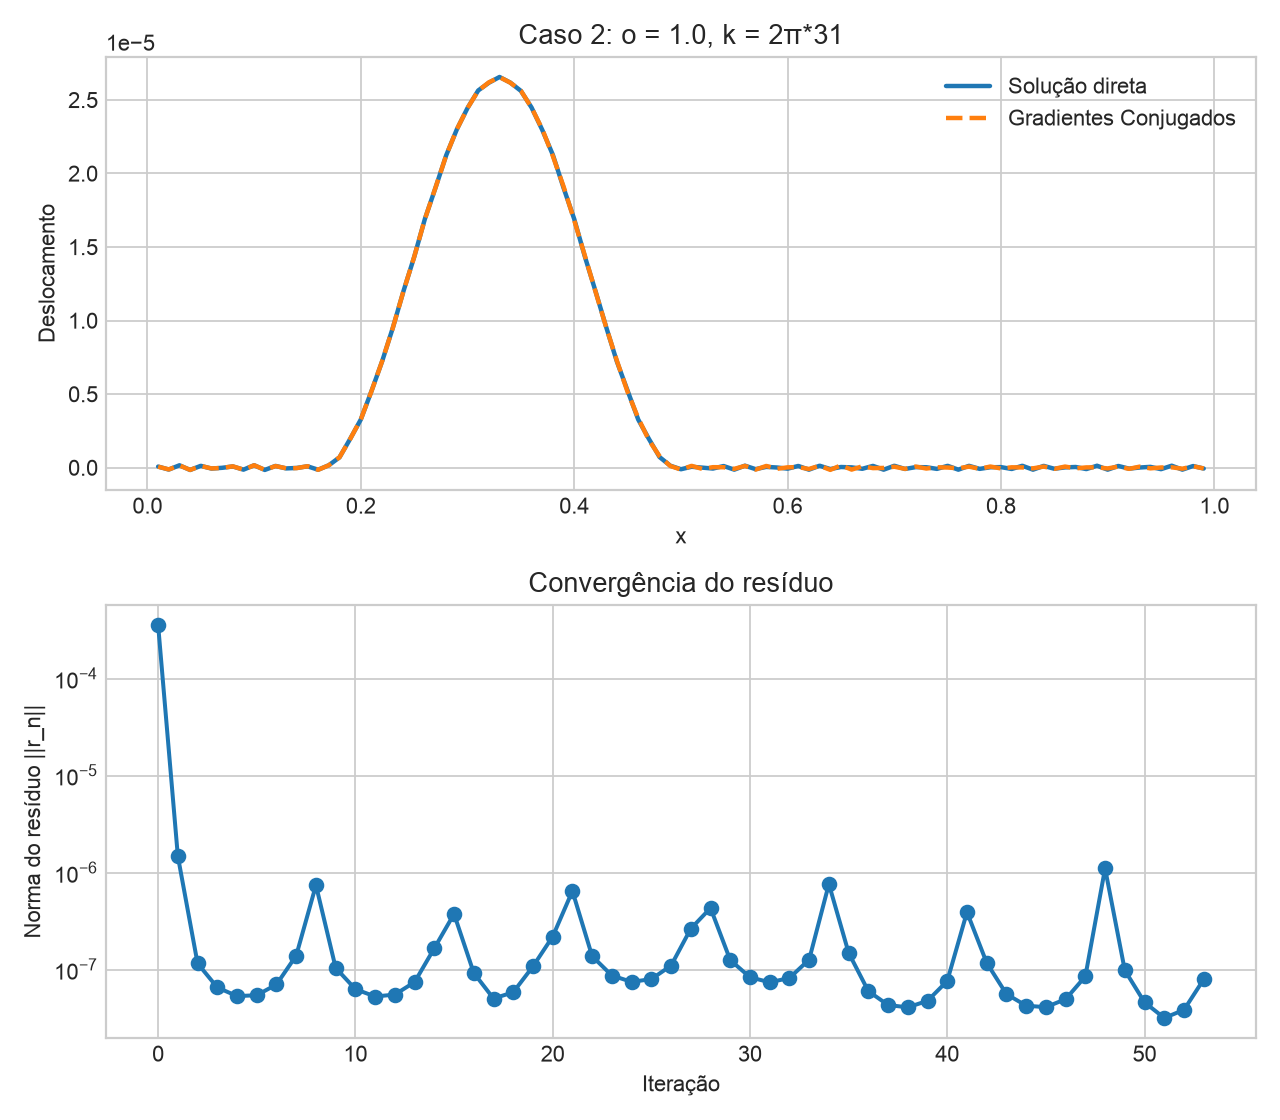 Caso 2: o = 1.0, k = 2π*31
1e−5
2.5
2.0
1.5
1.0
0.5
0.0
Deslocamento
Solução direta
Gradientes Conjugados
0.0 0.2 0.4 0.6 0.8 1.0
x
Convergência do resíduo
10⁻⁴
10⁻⁵
10⁻⁶
10⁻⁷
Norma do resíduo ||r_n||
0 10 20 30 40 50
Iteração